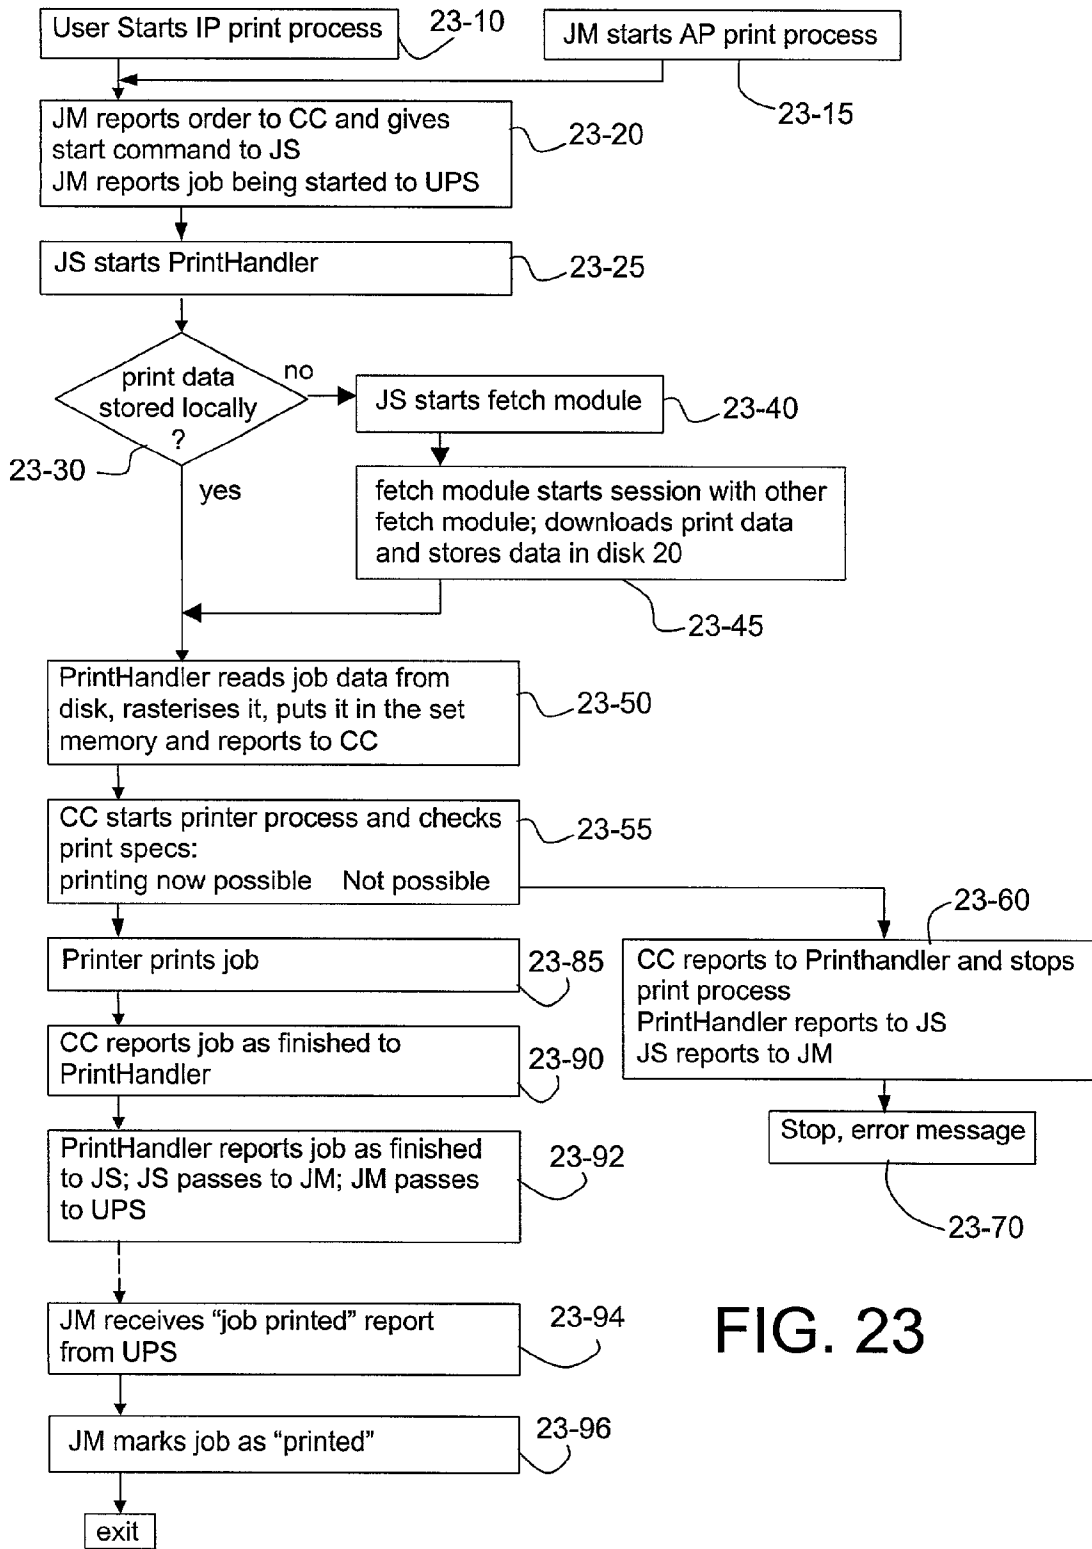 User Starts IP print process
23-10
JM starts AP print process
23-15
JM reports order to CC and gives
start command to JS
JM reports job being started to UPS
23-20
JS starts PrintHandler
23-25
print data
stored locally
?
no
23-30
yes
JS starts fetch module
23-40
fetch module starts session with other
fetch module; downloads print data
and stores data in disk 20
23-45
PrintHandler reads job data from
disk, rasterises it, puts it in the set
memory and reports to CC
23-50
CC starts printer process and checks
print specs:
printing now possible Not possible
23-55
23-60
CC reports to Printhandler and stops
print process
PrintHandler reports to JS
JS reports to JM
Printer prints job
23-85
CC reports job as finished to
PrintHandler
23-90
Stop, error message
23-70
PrintHandler reports job as finished
to JS; JS passes to JM; JM passes
to UPS
23-92
JM receives “job printed” report
from UPS
23-94
FIG. 23
JM marks job as “printed”
23-96
exit